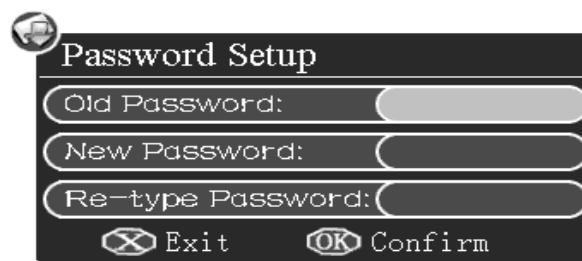 Password Setup
Old Password:
New Password:
Re-type Password:
X Exit OK Confirm